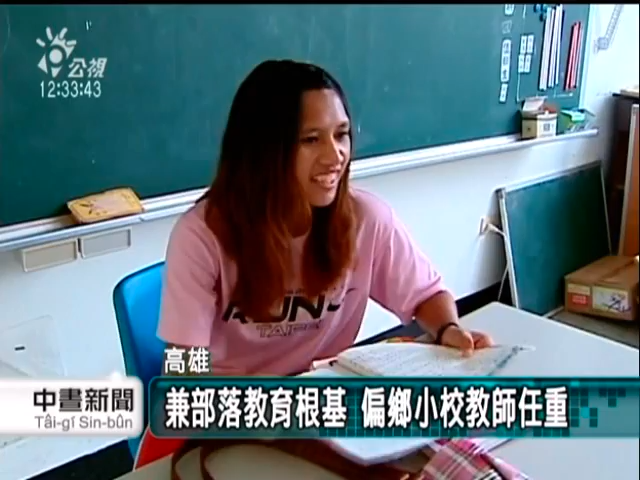 公視
12:33:43
RUN
TAIPEI
高雄
中晝新聞
Tâi-gí Sin-bûn
兼部落教育根基 偏鄉小校教師任重